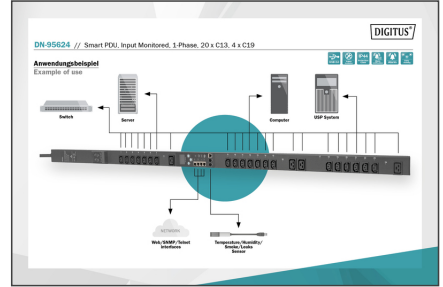 DIGITUS®
DN-95624 // Smart PDU, Input Monitored, 1-Phase, 20 x C13, 4 x C19
Anwendungsbeispiel
Example of use
Switch
Server
Computer
USP System
NETWORK
Web/SNMP/Telnet
Interfaces
Temperature/Humidity/
Smoke/Leaks
Sensor